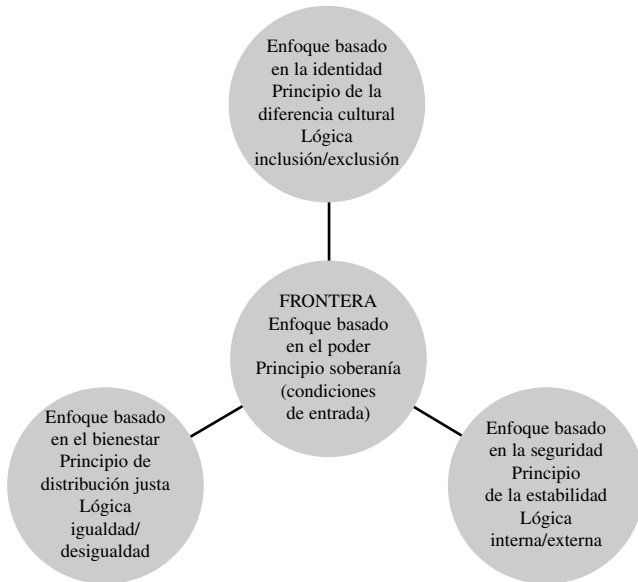 Enfoque basado
en la identidad
Principio de la
diferencia cultural
Lógica
inclusión/exclusión
FRONTERA
Enfoque basado
en el poder
Principio soberanía
(condiciones
de entrada)
Enfoque basado
en el bienestar
Principio de
distribución justa
Lógica
igualdad/
desigualdad
Enfoque basado
en la seguridad
Principio
de la estabilidad
Lógica
interna/externa